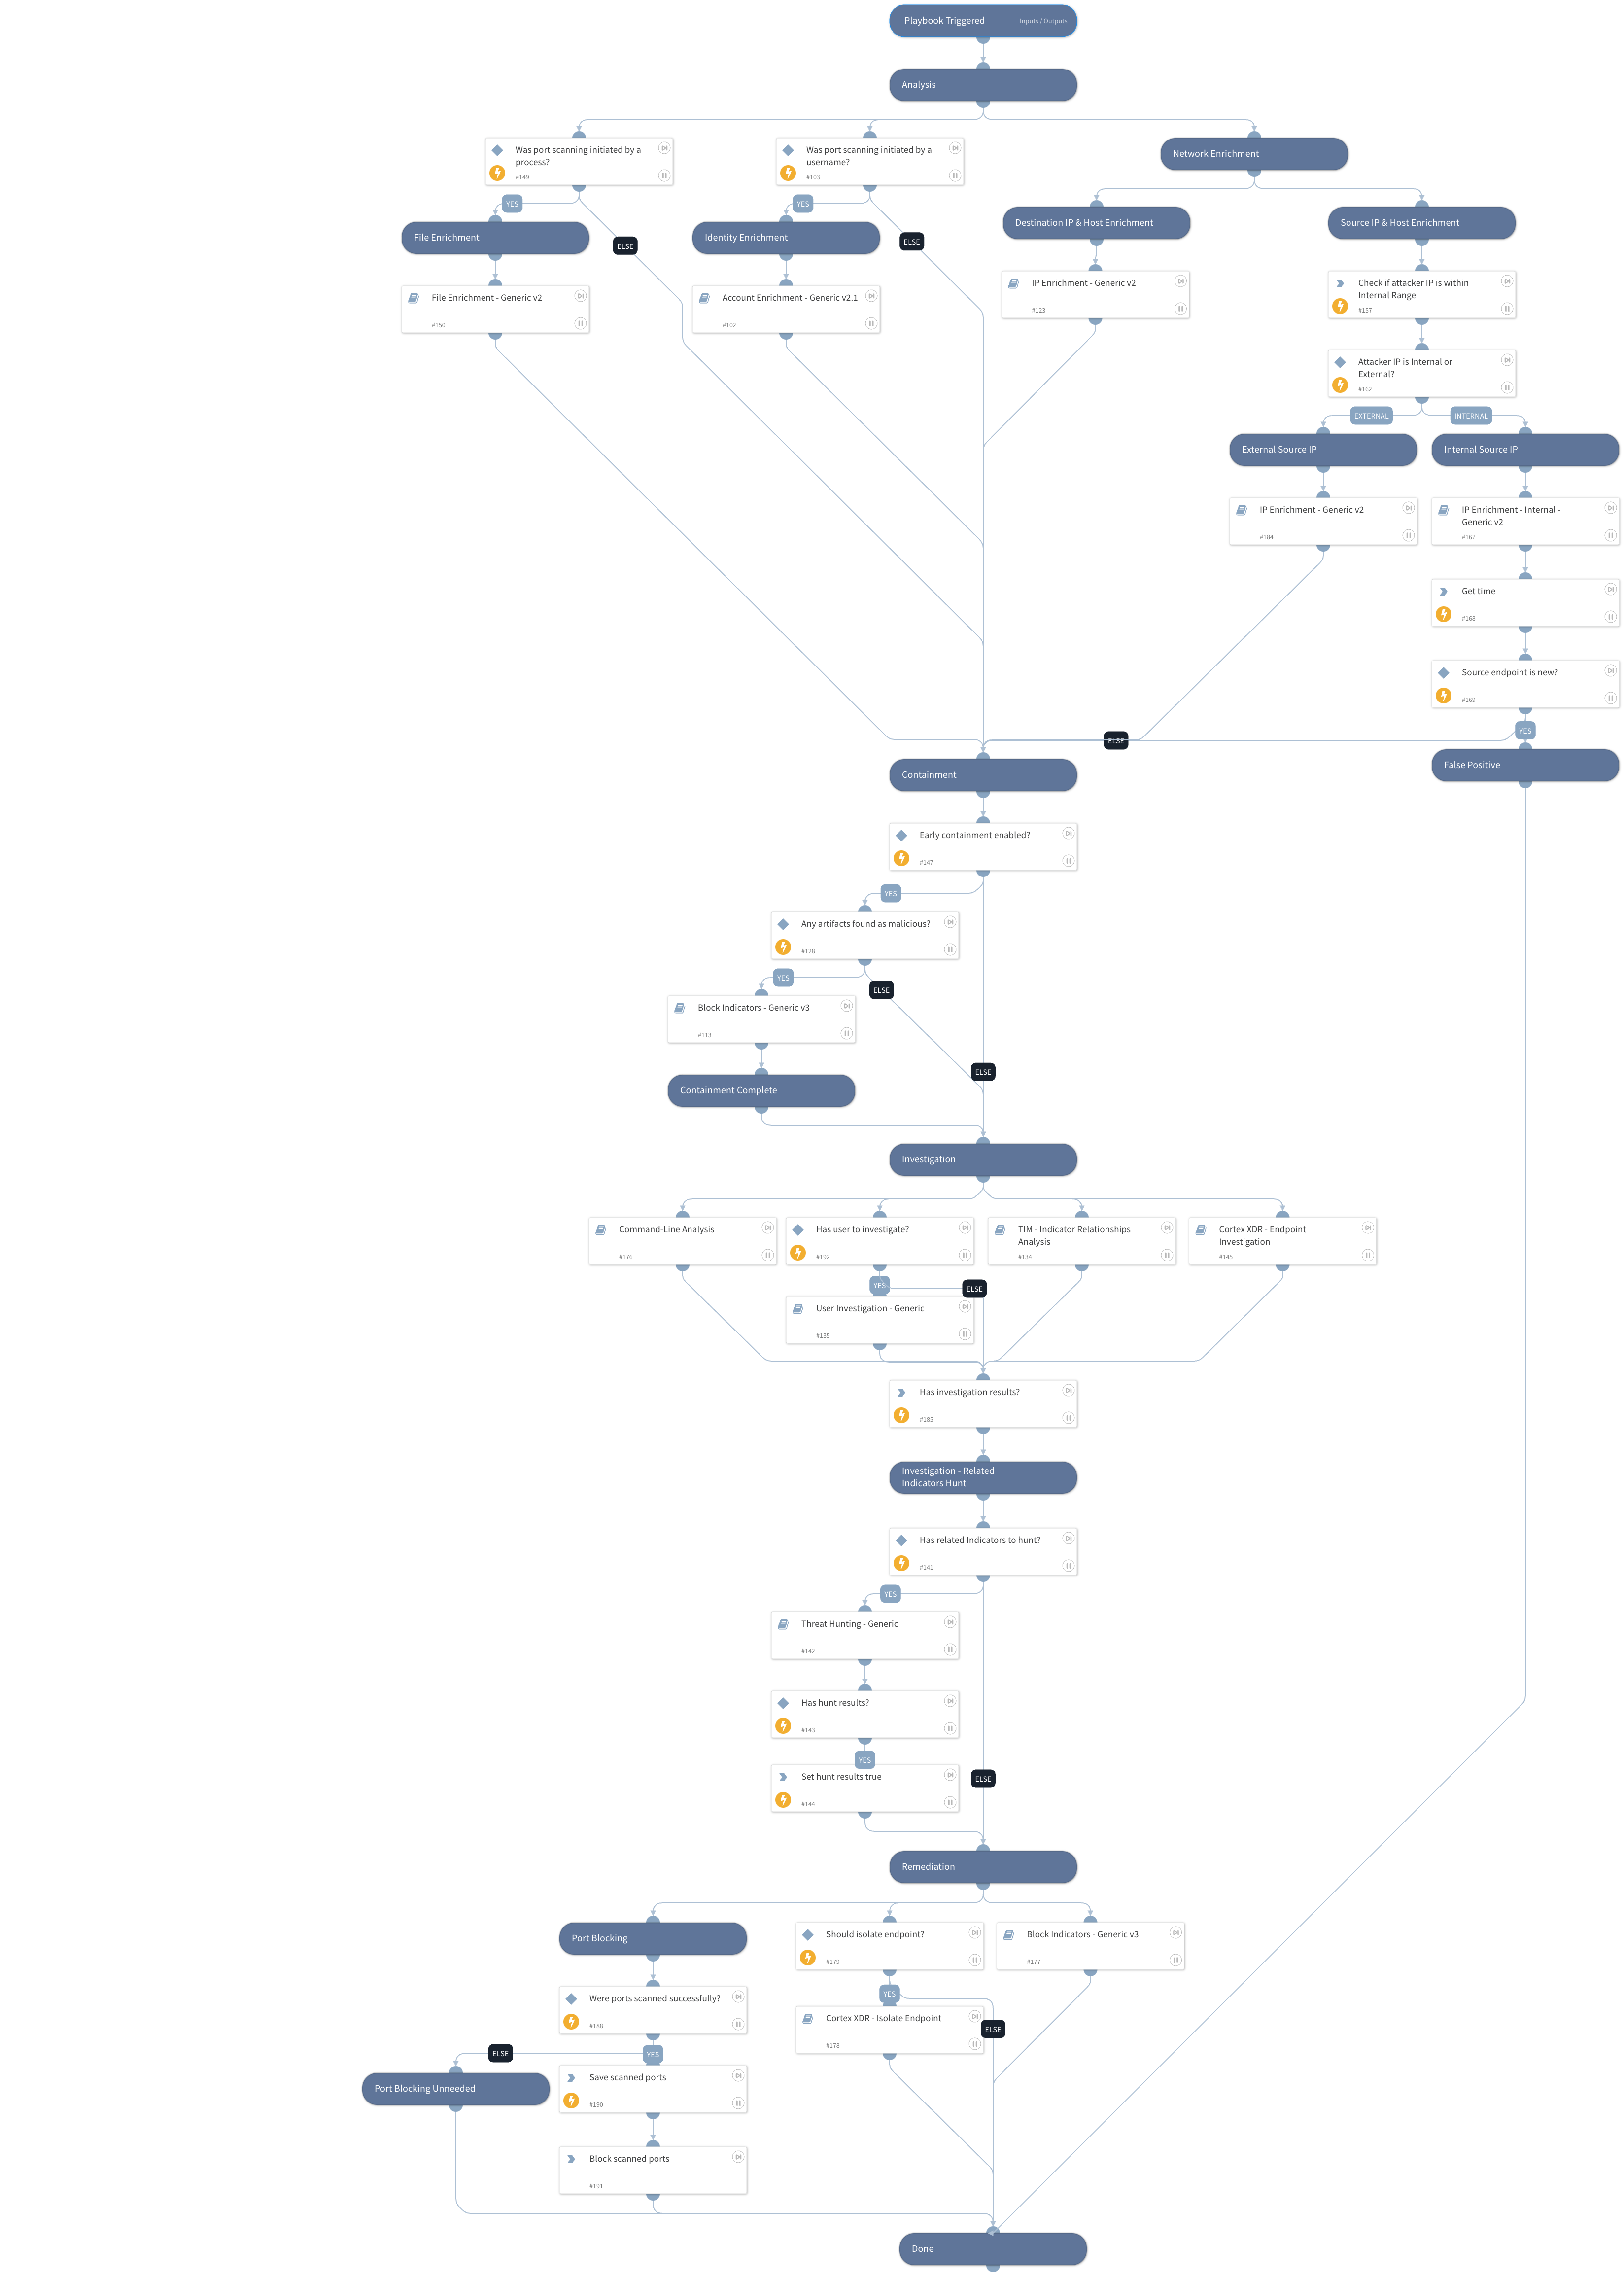 Playbook Triggered
Inputs / Outputs
Analysis
Was port scanning initiated by a
process?
#149
Was port scanning initiated by a
username?
#103
Network Enrichment
YES
YES
File Enrichment
ELSE
Identity Enrichment
ELSE
Destination IP & Host Enrichment
Source IP & Host Enrichment
File Enrichment - Generic v2
#150
Account Enrichment - Generic v2.1
#102
IP Enrichment - Generic v2
#123
Check if attacker IP is within
Internal Range
#157
Attacker IP is Internal or
External?
#162
EXTERNAL
INTERNAL
External Source IP
Internal Source IP
IP Enrichment - Generic v2
#184
IP Enrichment - Internal -
Generic v2
#167
Get time
#168
Source endpoint is new?
#169
YES
ELSE
False Positive
Containment
Early containment enabled?
#147
YES
Any artifacts found as malicious?
#128
YES
ELSE
Block Indicators - Generic v3
#113
ELSE
Containment Complete
Investigation
Command-Line Analysis
#176
Has user to investigate?
#192
TIM - Indicator Relationships
Analysis
#134
Cortex XDR - Endpoint
Investigation
#145
YES
ELSE
User Investigation - Generic
#135
Has investigation results?
#185
Investigation - Related
Indicators Hunt
Has related Indicators to hunt?
#141
YES
Threat Hunting - Generic
#142
Has hunt results?
#143
YES
ELSE
Set hunt results true
#144
Remediation
Port Blocking
Should isolate endpoint?
#179
Block Indicators - Generic v3
#177
Were ports scanned successfully?
#188
YES
Cortex XDR - Isolate Endpoint
#178
ELSE
ELSE
YES
Port Blocking Unneeded
Save scanned ports
#190
Block scanned ports
#191
Done